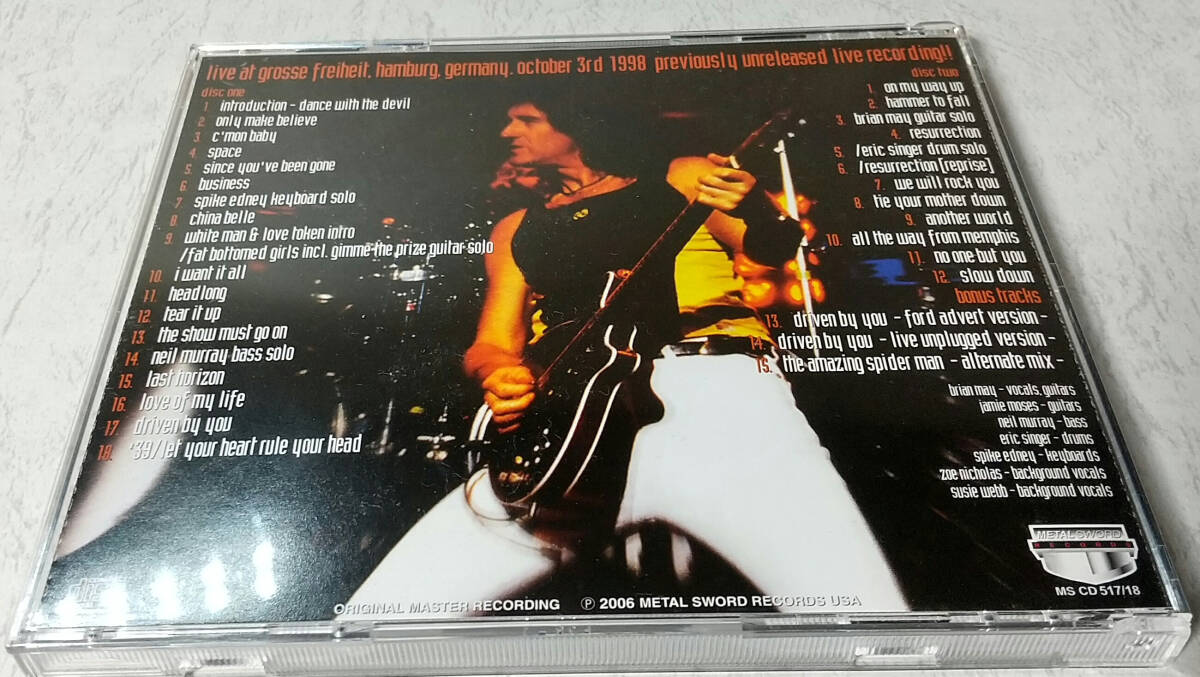 live at grosse freiheit, hamburg, germany. october 3rd 1998 previously unreleased live recording!!
disc one
1. introduction - dance with the devil
2. only make believe
3. c'mon baby
4. space
5. since you've been gone
6. business
7. spike edney keyboard solo
8. china belle
9. white man & love token intro
/fat bottomed girls incl. gimme the prize guitar solo
10. i want it all
11. head long
12. tear it up
13. the show must go on
14. neil murray bass solo
15. last horizon
16. love of my life
17. driven by you
18. '39/let your heart rule your head
disc two
1. on my way up
2. hammer to fall
3. brian may guitar solo
4. resurrection
5. /eric singer drum solo
6. /resurrection [reprise]
7. we will rock you
8. tie your mother down
9. another world
10. all the way from memphis
11. no one but you
12. slow down
bonus tracks
13. driven by you - ford advert version -
14. driven by you - live unplugged version -
15. the amazing spider man - alternate mix -
brian may - vocals, guitars
jamie moses - guitars
neil murray - bass
eric singer - drums
spike edney - keyboards
zoe nicholas - background vocals
susie webb - background vocals
METAL SWORD
RECORDS
MS CD 517/18
ORIGINAL MASTER RECORDING ℗ 2006 METAL SWORD RECORDS USA